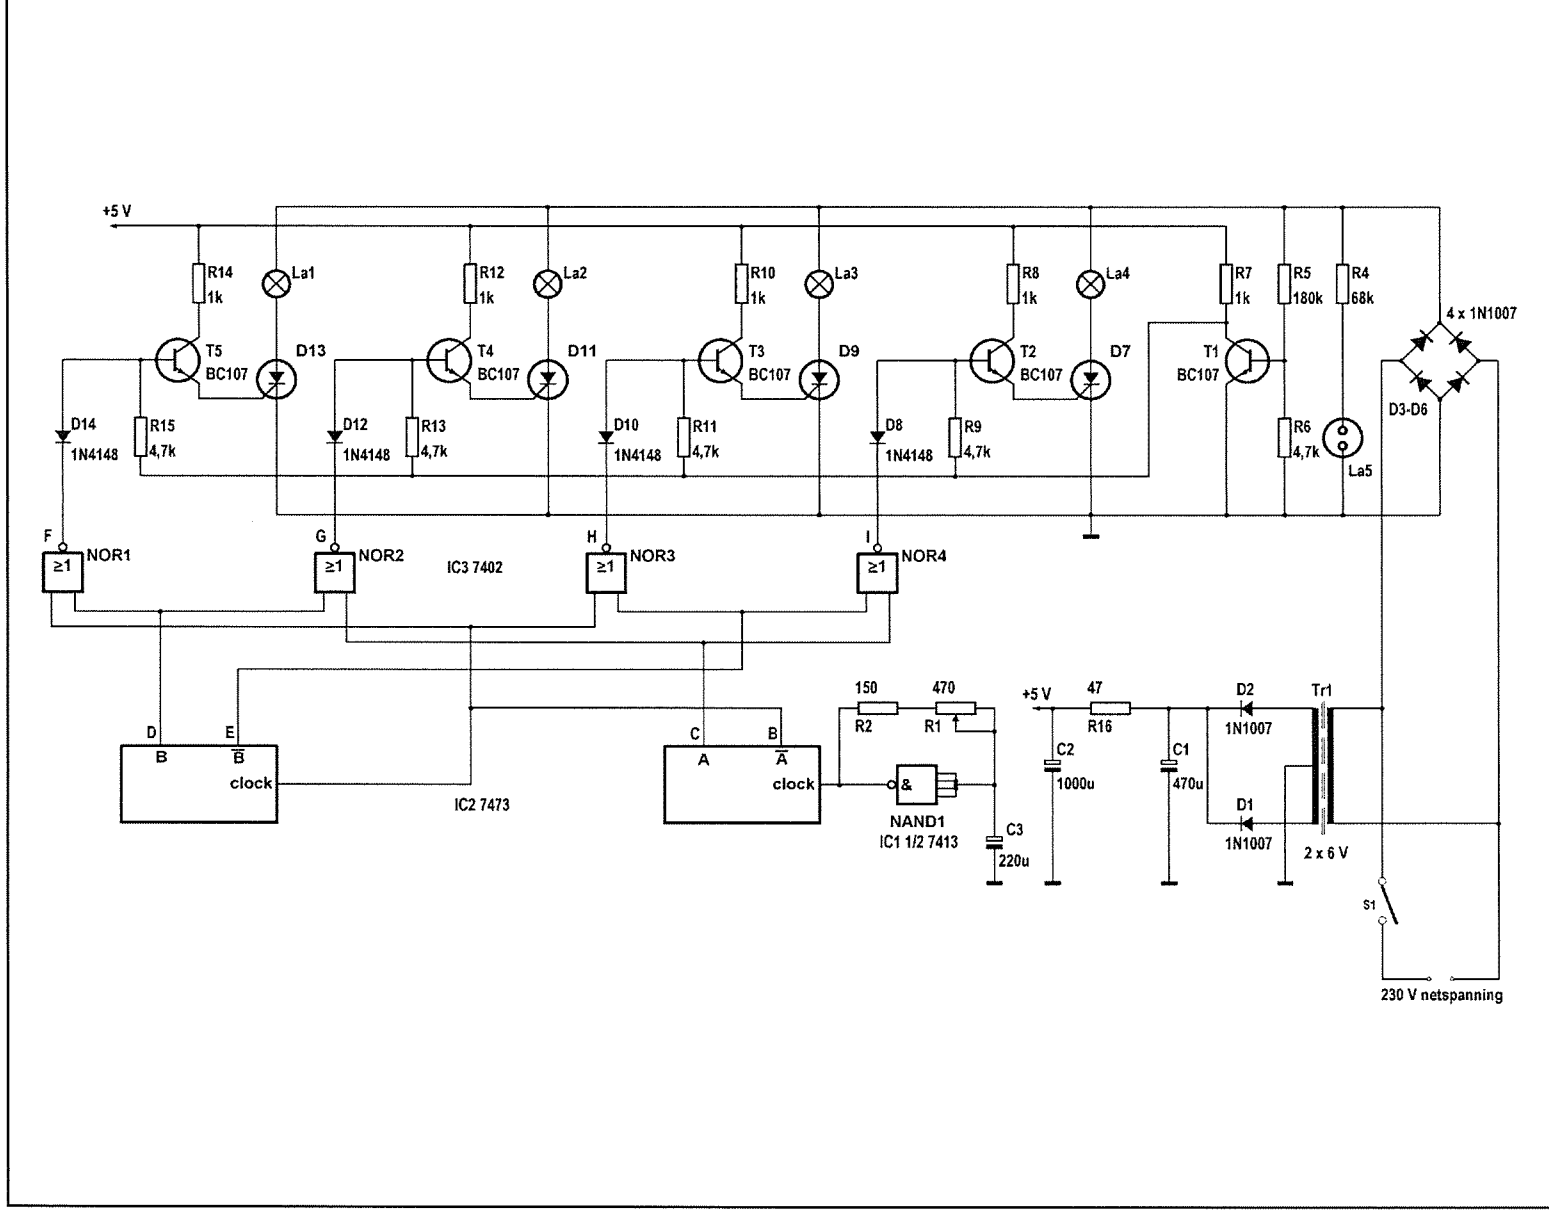 +5 V
R14
1k
La1
R12
1k
La2
R10
1k
La3
R8
1k
La4
R7
1k
R5
180k
R4
68k
4 x 1N1007
T5
BC107
D13
T4
BC107
D11
T3
BC107
D9
T2
BC107
D7
T1
BC107
D3-D6
D14
1N4148
R15
4,7k
D12
1N4148
R13
4,7k
D10
1N4148
R11
4,7k
D8
1N4148
R9
4,7k
R6
4,7k
La5
F
NOR1
≥1
G
NOR2
≥1
IC3 7402
H
NOR3
≥1
I
NOR4
≥1
D
E
B
B̅
clock
IC2 7473
C
B
A
A̅
clock
150
R2
470
R1
&
NAND1
IC1 1/2 7413
C3
220u
+5 V
47
R16
C2
1000u
C1
470u
D2
1N1007
D1
1N1007
Tr1
2 x 6 V
S1
230 V netspanning